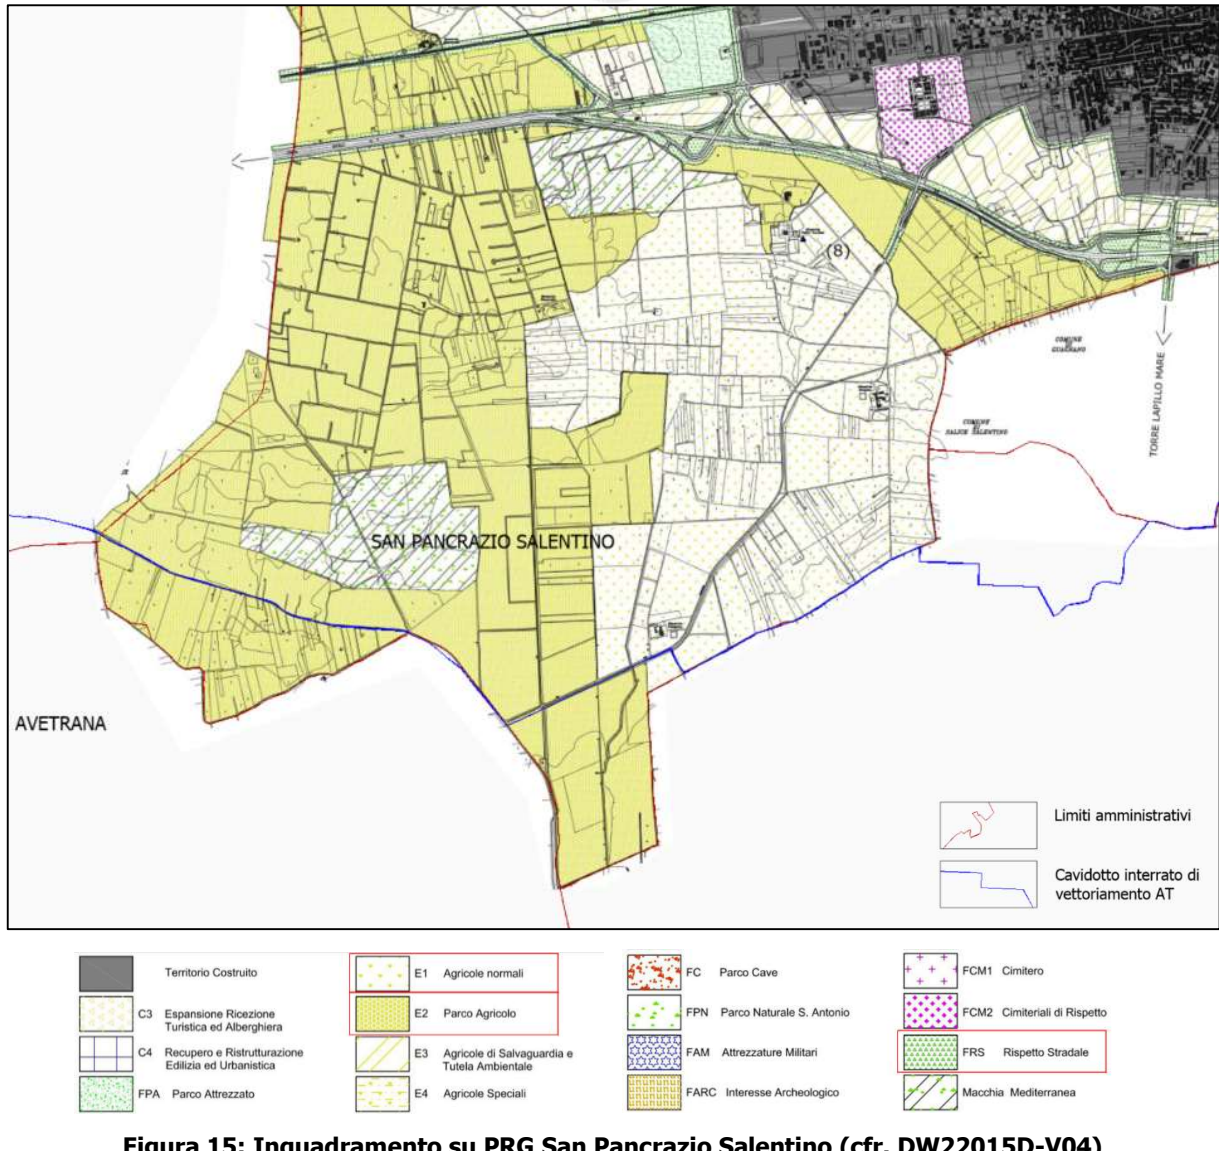 (8)
COMUNE
DI
GUAGNANO
COMUNE
DI
SALICE SALENTINO
TORRE LAPILLO MARE
SAN PANCRAZIO SALENTINO
AVETRANA
Limiti amministrativi
Cavidotto interrato di
vettoriamento AT
Territorio Costruito
C3 Espansione Ricezione
Turistica ed Alberghiera
C4 Recupero e Ristrutturazione
Edilizia ed Urbanistica
FPA Parco Attrezzato
E1 Agricole normali
E2 Parco Agricolo
E3 Agricole di Salvaguardia e
Tutela Ambientale
E4 Agricole Speciali
FC Parco Cave
FPN Parco Naturale S. Antonio
FAM Attrezzature Militari
FARC Interesse Archeologico
FCM1 Cimitero
FCM2 Cimiteriali di Rispetto
FRS Rispetto Stradale
Macchia Mediterranea
Figura 15: Inquadramento su PRG San Pancrazio Salentino (cfr. DW22015D-V04)